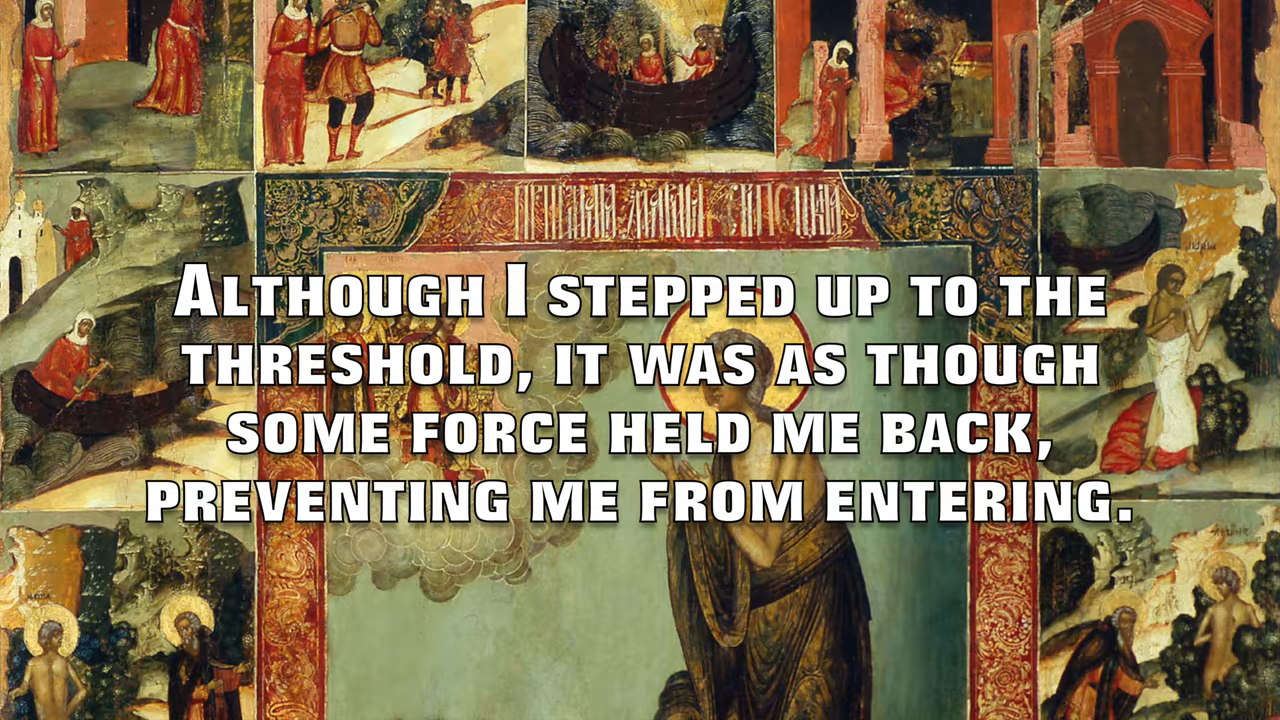 Although I stepped up to the
threshold, it was as though
some force held me back,
preventing me from entering.